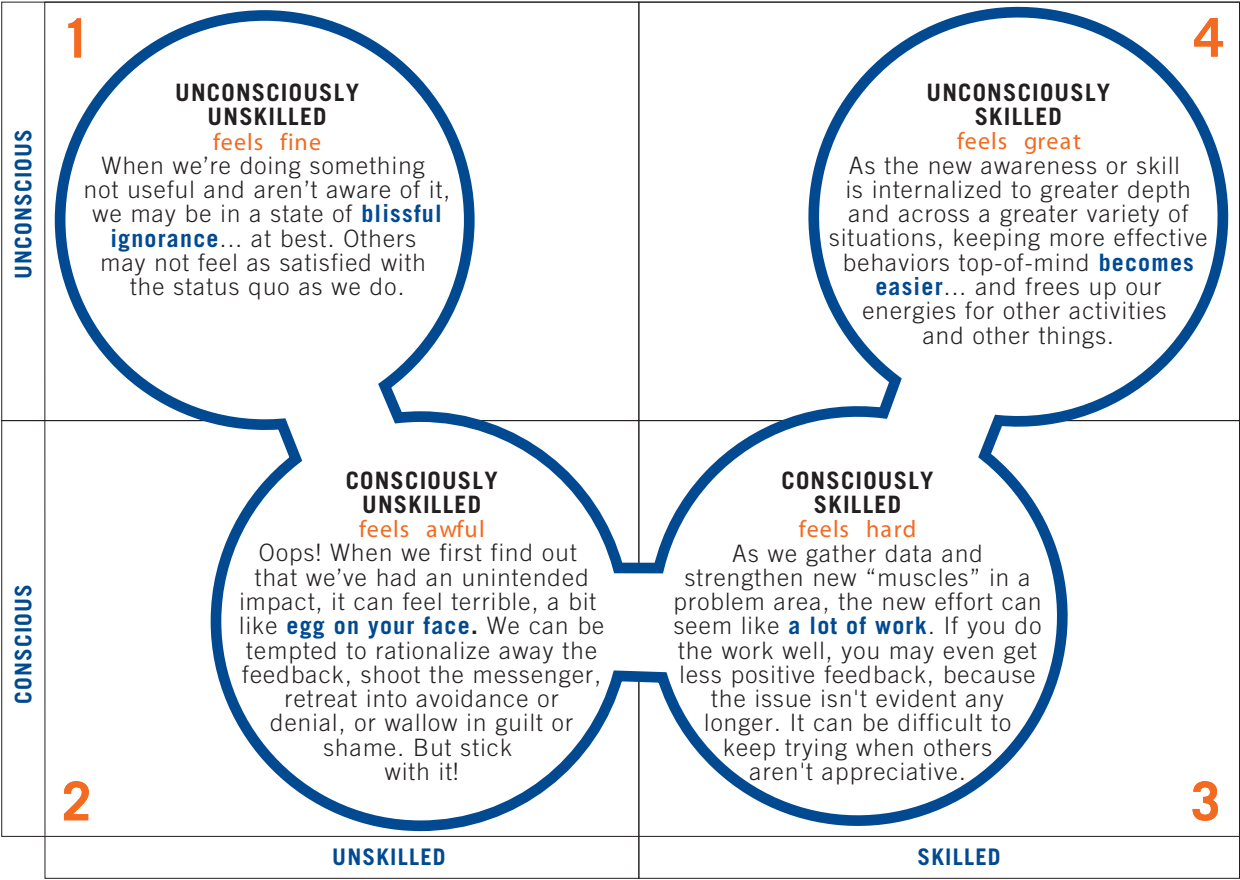 1
UNCONSCIOUSLY
UNSKILLED
feels fine
When we’re doing something
not useful and aren’t aware of it,
we may be in a state of blissful
ignorance... at best. Others
may not feel as satisfied with
the status quo as we do.
4
UNCONSCIOUSLY
SKILLED
feels great
As the new awareness or skill
is internalized to greater depth
and across a greater variety of
situations, keeping more effective
behaviors top-of-mind becomes
easier... and frees up our
energies for other activities
and other things.
UNCONSCIOUS
CONSCIOUSLY
UNSKILLED
feels awful
Oops! When we first find out
that we’ve had an unintended
impact, it can feel terrible, a bit
like egg on your face. We can be
tempted to rationalize away the
feedback, shoot the messenger,
retreat into avoidance or
denial, or wallow in guilt or
shame. But stick
with it!
2
CONSCIOUSLY
SKILLED
feels hard
As we gather data and
strengthen new “muscles” in a
problem area, the new effort can
seem like a lot of work. If you do
the work well, you may even get
less positive feedback, because
the issue isn't evident any
longer. It can be difficult to
keep trying when others
aren't appreciative.
3
CONSCIOUS
UNSKILLED
SKILLED